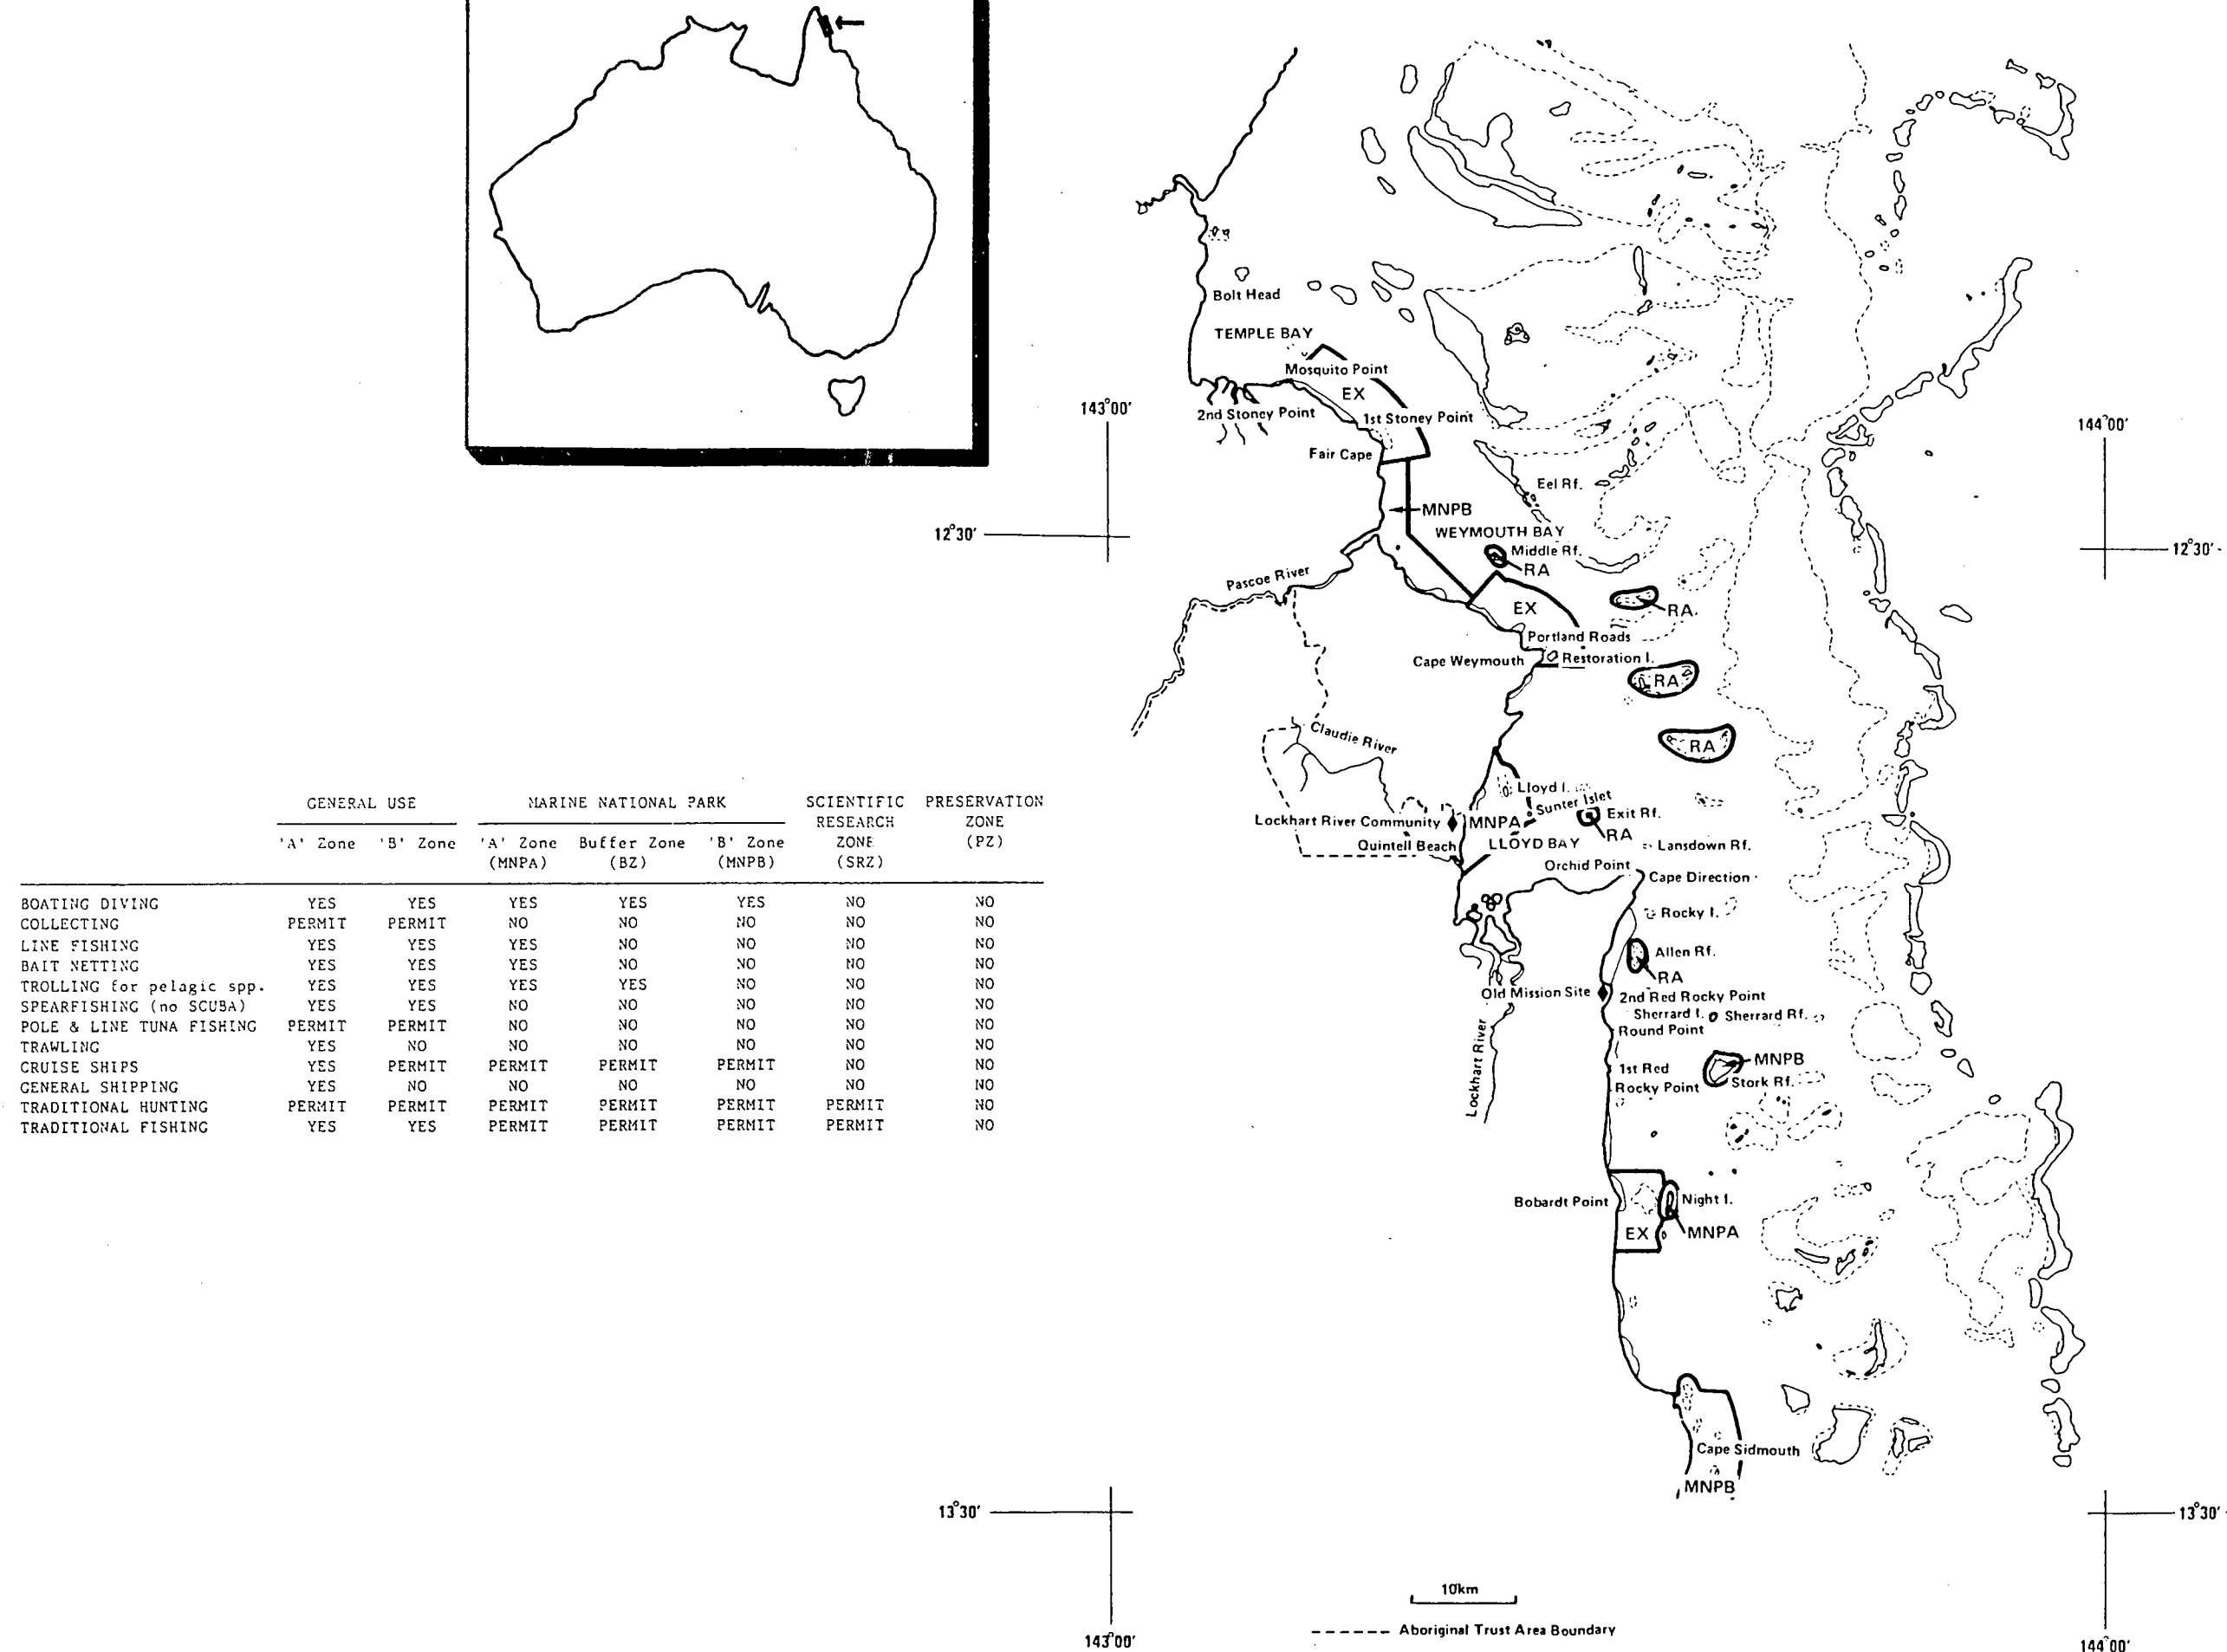 GENERAL USE MARINE NATIONAL PARK SCIENTIFIC RESEARCH ZONE (SRZ) PRESERVATION ZONE (PZ)
'A' Zone 'B' Zone 'A' Zone (MNPA) Buffer Zone (BZ) 'B' Zone (MNPB)
BOATING DIVING YES YES YES YES YES NO NO
COLLECTING PERMIT PERMIT NO NO NO NO NO
LINE FISHING YES YES YES NO NO NO NO
BAIT NETTING YES YES YES NO NO NO NO
TROLLING for pelagic spp. YES YES YES YES NO NO NO
SPEARFISHING (no SCUBA) YES YES NO NO NO NO NO
POLE & LINE TUNA FISHING PERMIT PERMIT NO NO NO NO NO
TRAWLING YES NO NO NO NO NO NO
CRUISE SHIPS YES PERMIT PERMIT PERMIT PERMIT NO NO
GENERAL SHIPPING YES NO NO NO NO NO NO
TRADITIONAL HUNTING PERMIT PERMIT PERMIT PERMIT PERMIT PERMIT NO
TRADITIONAL FISHING YES YES PERMIT PERMIT PERMIT PERMIT NO
Bolt Head
TEMPLE BAY
Mosquito Point
EX
143°00'
2nd Stoney Point
1st Stoney Point
144°00'
Fair Cape
Eel Rf.
MNPB
12°30'
WEYMOUTH BAY
12°30'
Middle Rf.
RA
Pascoe River
EX
RA
Portland Roads
Cape Weymouth
Restoration I.
RA
Claudie River
RA
Lloyd I.
Sunter Islet
Exit Rf.
Lockhart River Community
MNPA
RA
Quintell Beach
LLOYD BAY
Lansdown Rf.
Orchid Point
Cape Direction
Rocky I.
Allen Rf.
RA
Old Mission Site
2nd Red Rocky Point
Sherrard I.
Sherrard Rf.
Round Point
Lockhart River
MNPB
1st Red
Rocky Point
Stork Rf.
Bobardt Point
Night I.
EX
MNPA
Cape Sidmouth
MNPB
13°30'
13°30'
10km
Aboriginal Trust Area Boundary
143°00'
144°00'